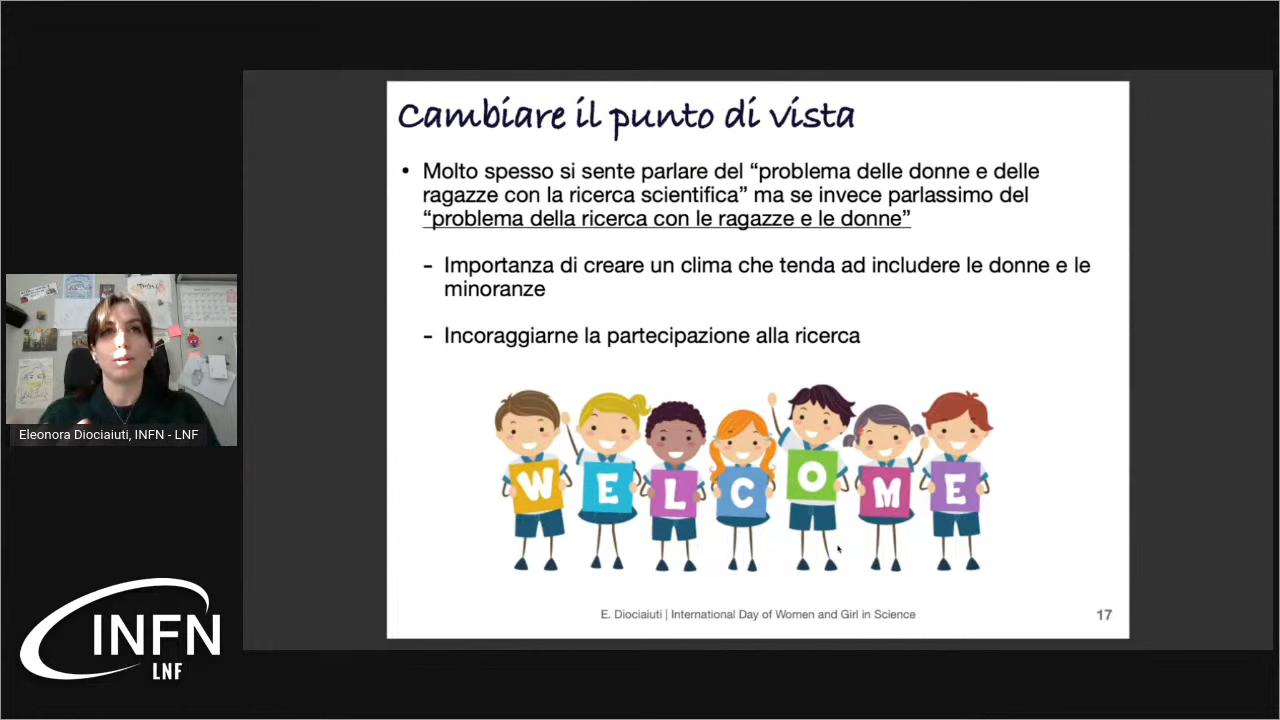 Cambiare il punto di vista
• Molto spesso si sente parlare del “problema delle donne e delle
ragazze con la ricerca scientifica” ma se invece parlassimo del
“problema della ricerca con le ragazze e le donne”
- Importanza di creare un clima che tenda ad includere le donne e le
minoranze
- Incoraggiarne la partecipazione alla ricerca
WELCOME
E. Diociaiuti | International Day of Women and Girl in Science
17
Eleonora Diociaiuti, INFN - LNF
INFN
LNF